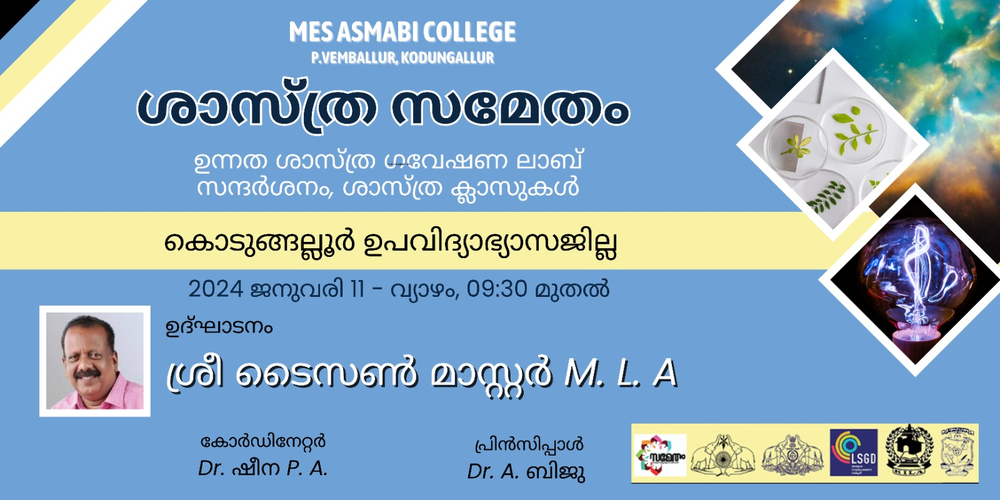 MES ASMABI COLLEGE
P.VEMBALLUR, KODUNGALLUR
ശാസ്ത്ര സമേതം
ഉന്നത ശാസ്ത്ര ഗവേഷണ ലാബ്
സന്ദർശനം, ശാസ്ത്ര ക്ലാസുകൾ
കൊടുങ്ങല്ലൂർ ഉപവിദ്യാഭ്യാസജില്ല
2024 ജനുവരി 11 - വ്യാഴം, 09:30 മുതൽ
ഉദ്ഘാടനം
ശ്രീ ടൈസൺ മാസ്റ്റർ M. L. A
കോർഡിനേറ്റർ
Dr. ഷീന P. A.
പ്രിൻസിപ്പാൾ
Dr. A. ബിജു
സമേതം
LSGD
KILA